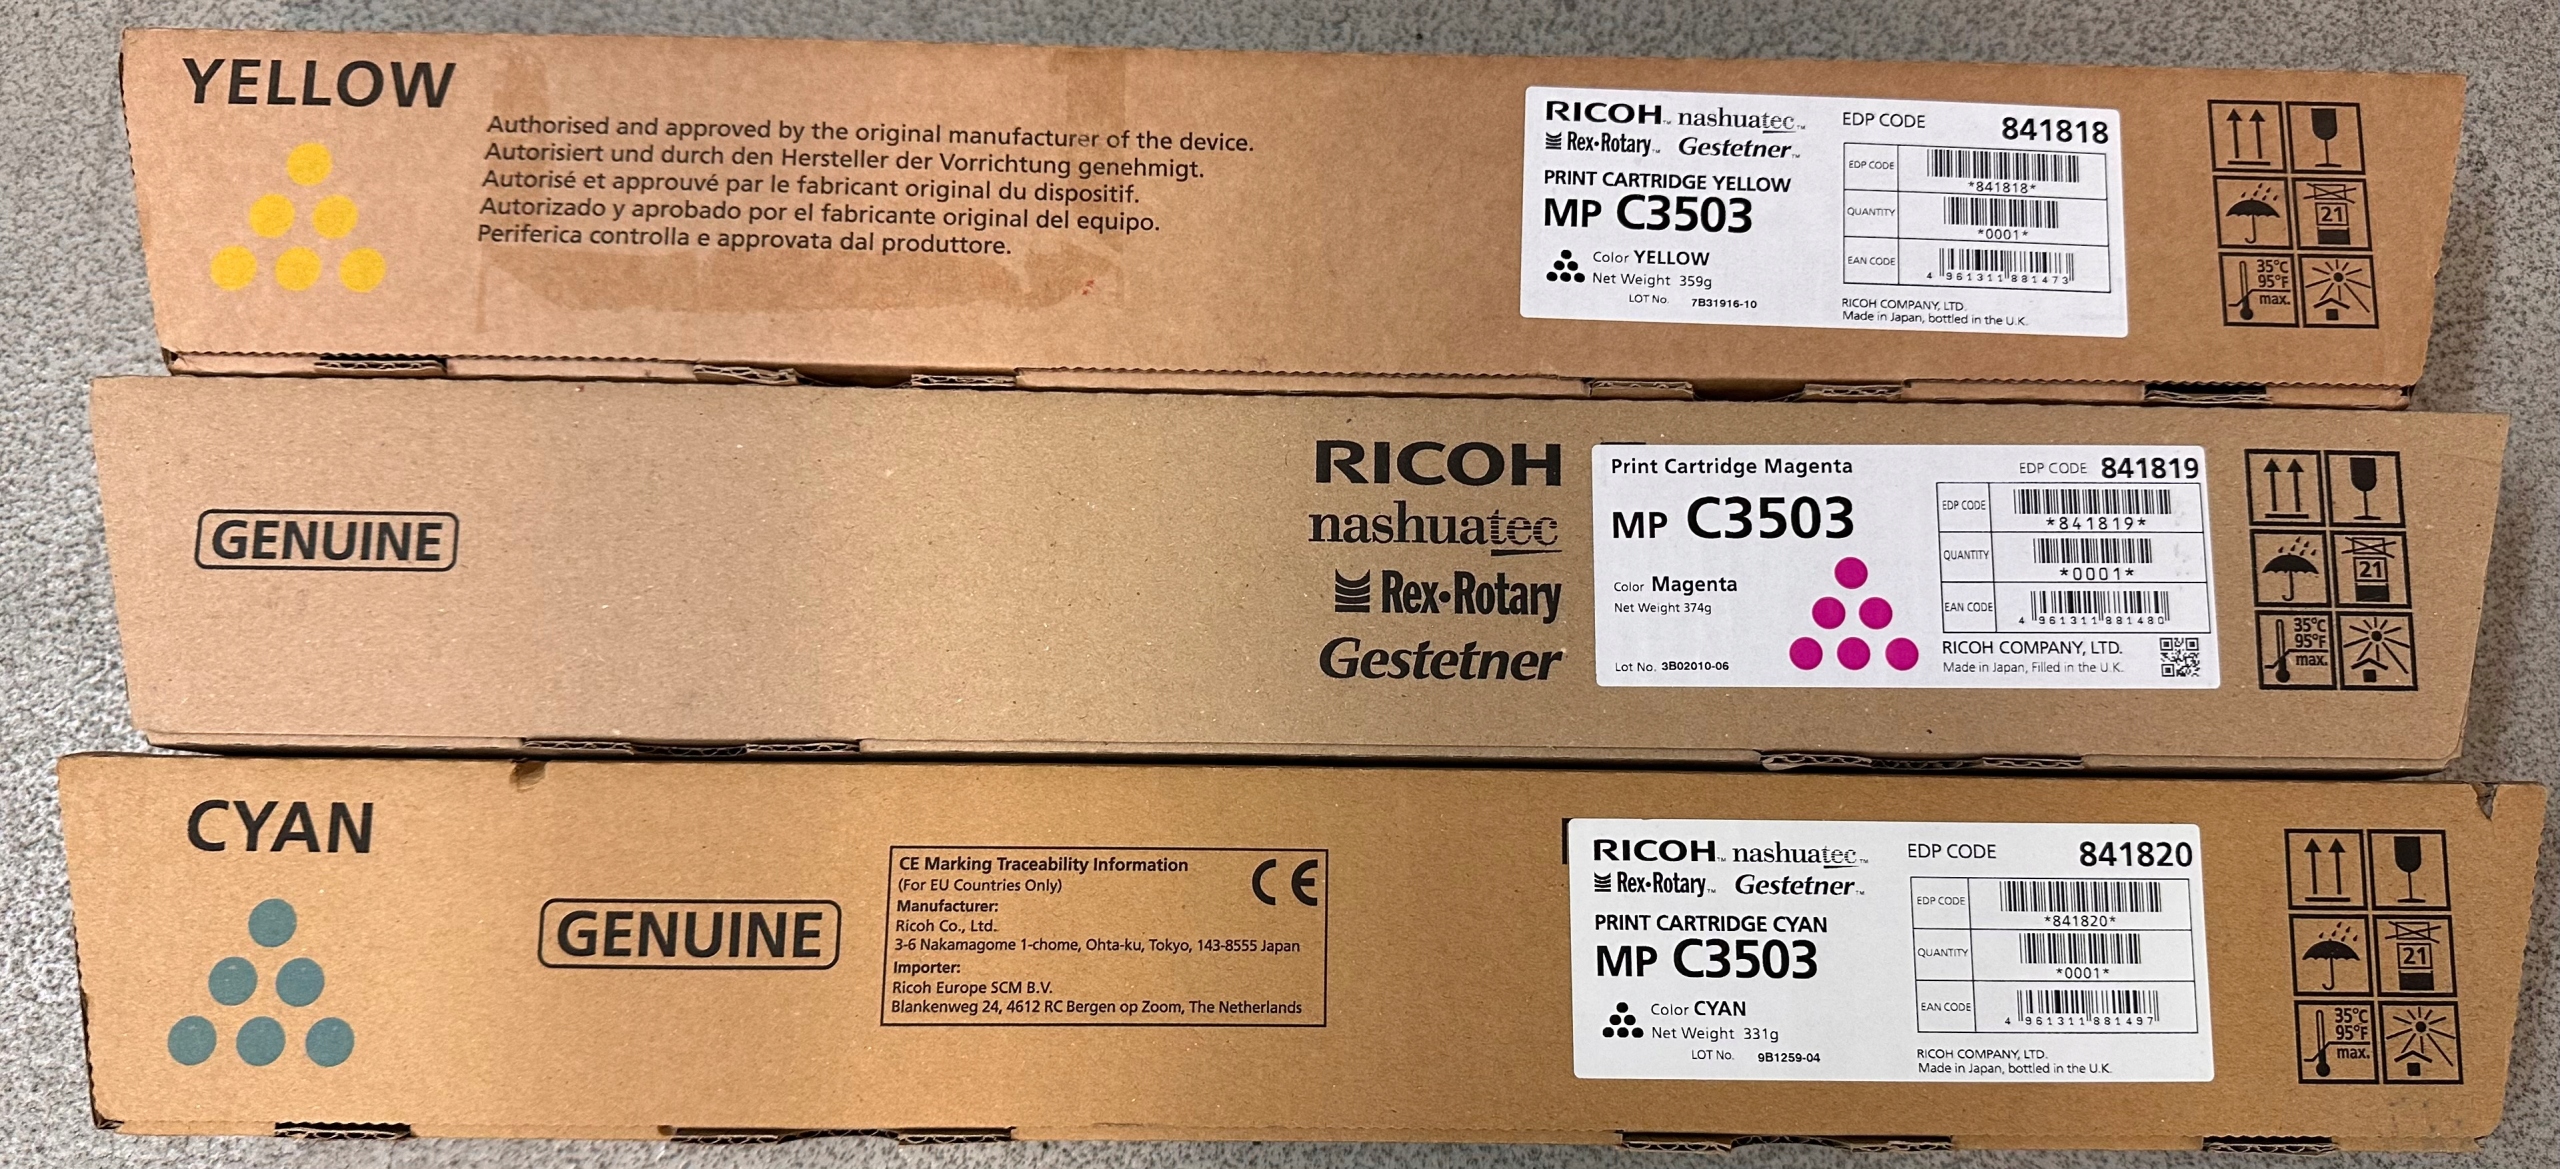 YELLOW
Authorised and approved by the original manufacturer of the device.
Autorisiert und durch den Hersteller der Vorrichtung genehmigt.
Autorisé et approuvé par le fabricant original du dispositif.
Autorizado y aprobado por el fabricante original del equipo.
Periferica controlla e approvata dal produttore.
RICOH™ nashuatec™
Rex•Rotary™ Gestetner™
PRINT CARTRIDGE YELLOW
MP C3503
Color YELLOW
Net Weight 359g
LOT No. 7B31916-10
EDP CODE 841818
EDP CODE *841818*
QUANTITY *0001*
EAN CODE 4 961311 881473
RICOH COMPANY, LTD.
Made in Japan, bottled in the U.K.
21
35°C
95°F
max.
GENUINE
RICOH
nashuatec
Rex•Rotary
Gestetner
Print Cartridge Magenta
MP C3503
Color Magenta
Net Weight 374g
Lot No. 3B02010-06
EDP CODE 841819
EDP CODE *841819*
QUANTITY *0001*
EAN CODE 4 961311 881480
RICOH COMPANY, LTD.
Made in Japan, Filled in the U.K.
21
35°C
95°F
max.
CYAN
GENUINE
CE Marking Traceability Information
(For EU Countries Only)
CE
Manufacturer:
Ricoh Co., Ltd.
3-6 Nakamagome 1-chome, Ohta-ku, Tokyo, 143-8555 Japan
Importer:
Ricoh Europe SCM B.V.
Blankenweg 24, 4612 RC Bergen op Zoom, The Netherlands
RICOH™ nashuatec™
Rex•Rotary™ Gestetner™
PRINT CARTRIDGE CYAN
MP C3503
Color CYAN
Net Weight 331g
LOT No. 9B1259-04
EDP CODE 841820
EDP CODE *841820*
QUANTITY *0001*
EAN CODE 4 961311 881497
RICOH COMPANY, LTD.
Made in Japan, bottled in the U.K.
21
35°C
95°F
max.